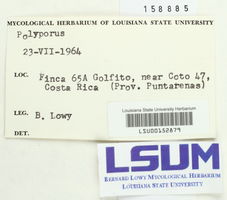 158885
MYCOLOGICAL HERBARIUM OF LOUISIANA STATE UNIVERSITY
Polyporus
23-VII-1964
LOC. Finca 65A Golfito, near Coto 47,
Costa Rica (Prov. Puntarenas)
LEG. B. Lowy
DET.
Louisiana State University Herbarium
LSU00152879
LSUM
BERNARD LOWY MYCOLOGICAL HERBARIUM
LOUISIANA STATE UNIVERSITY